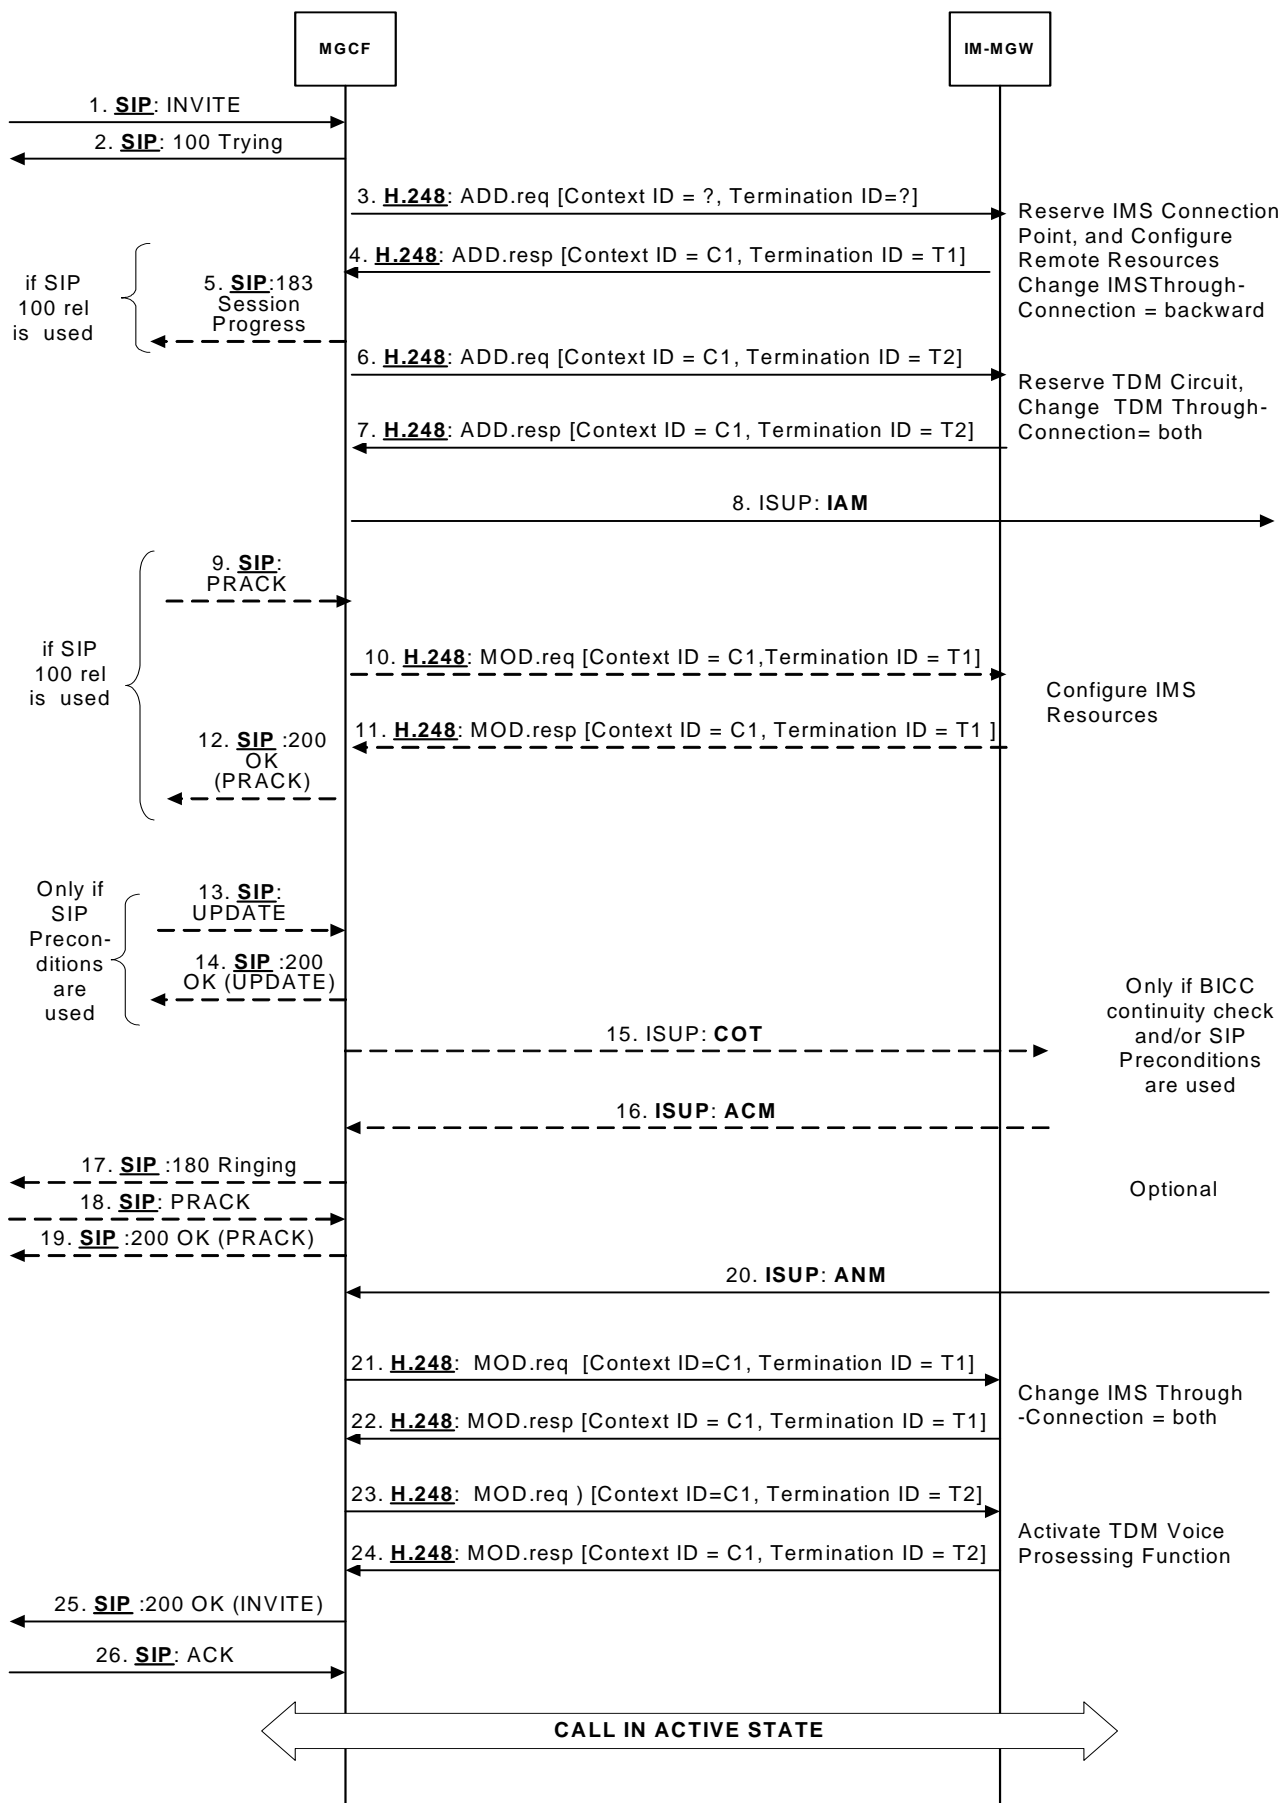 MGCF
IM-MGW
1. SIP: INVITE
2. SIP: 100 Trying
3. H.248: ADD.req [Context ID = ?, Termination ID=?]
Reserve IMS Connection
Point, and Configure
Remote Resources
Change IMSThrough-
Connection = backward
4. H.248: ADD.resp [Context ID = C1, Termination ID = T1]
if SIP
100 rel
is used
5. SIP:183
Session
Progress
6. H.248: ADD.req [Context ID = C1, Termination ID = T2]
Reserve TDM Circuit,
Change TDM Through-
Connection= both
7. H.248: ADD.resp [Context ID = C1, Termination ID = T2]
8. ISUP: IAM
9. SIP:
PRACK
if SIP
100 rel
is used
10. H.248: MOD.req [Context ID = C1,Termination ID = T1]
Configure IMS
Resources
11. H.248: MOD.resp [Context ID = C1, Termination ID = T1 ]
12. SIP :200
OK
(PRACK)
Only if
SIP
Precon-
ditions
are
used
13. SIP:
UPDATE
14. SIP :200
OK (UPDATE)
15. ISUP: COT
Only if BICC
continuity check
and/or SIP
Preconditions
are used
16. ISUP: ACM
17. SIP :180 Ringing
18. SIP: PRACK
Optional
19. SIP :200 OK (PRACK)
20. ISUP: ANM
21. H.248: MOD.req [Context ID=C1, Termination ID = T1]
Change IMS Through
-Connection = both
22. H.248: MOD.resp [Context ID = C1, Termination ID = T1]
23. H.248: MOD.req ) [Context ID=C1, Termination ID = T2]
Activate TDM Voice
Prosessing Function
24. H.248: MOD.resp [Context ID = C1, Termination ID = T2]
25. SIP :200 OK (INVITE)
26. SIP: ACK
CALL IN ACTIVE STATE